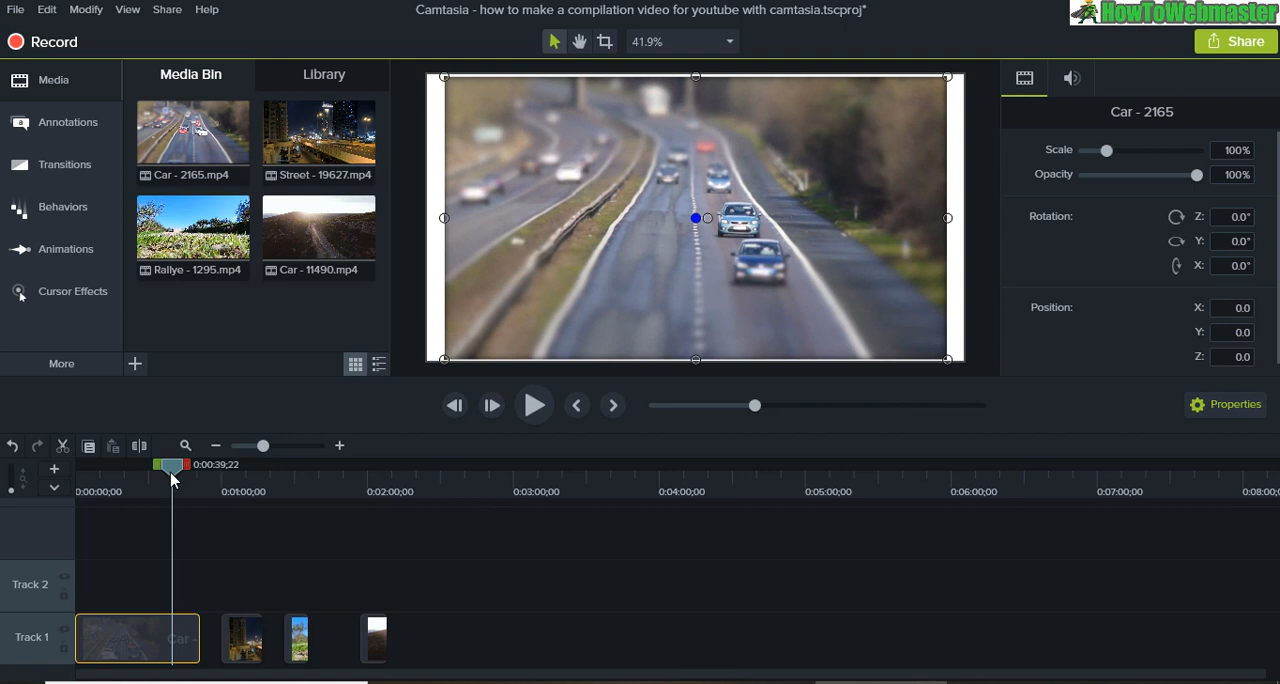 File Edit Modify View Share Help
Camtasia - how to make a compilation video for youtube with camtasia.tscproj*
HowToWebmaster
Record
41.9%
Share
Media
Annotations
Transitions
Behaviors
Animations
Cursor Effects
More
Media Bin
Library
Car - 2165.mp4
Street - 19627.mp4
Rallye - 1295.mp4
Car - 11490.mp4
Car - 2165
Scale 100%
Opacity 100%
Rotation: Z: 0.0°
Y: 0.0°
X: 0.0°
Position: X: 0.0
Y: 0.0
Z: 0.0
Properties
0:00:39;22
0:00:00;00 0:01:00;00 0:02:00;00 0:03:00;00 0:04:00;00 0:05:00;00 0:06:00;00 0:07:00;00 0:08:00;
Track 2
Track 1
Car -